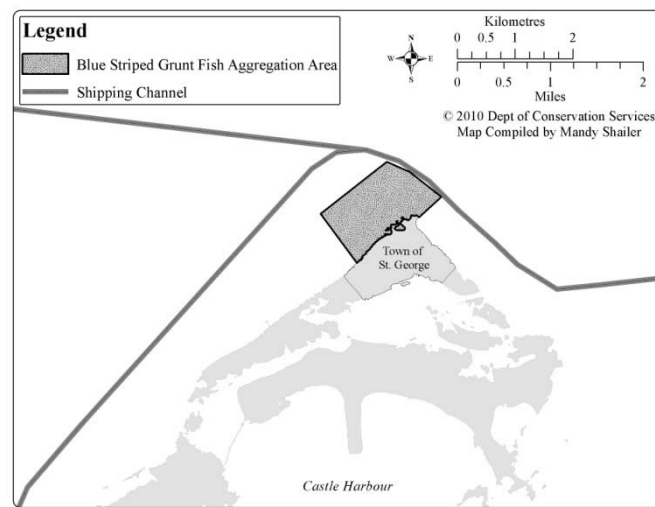 Legend
Blue Striped Grunt Fish Aggregation Area
Shipping Channel
N
W E
S
Kilometres
0 0.5 1 2
0 0.5 1 2
Miles
© 2010 Dept of Conservation Services
Map Compiled by Mandy Shailer
Town of
St. George
Castle Harbour